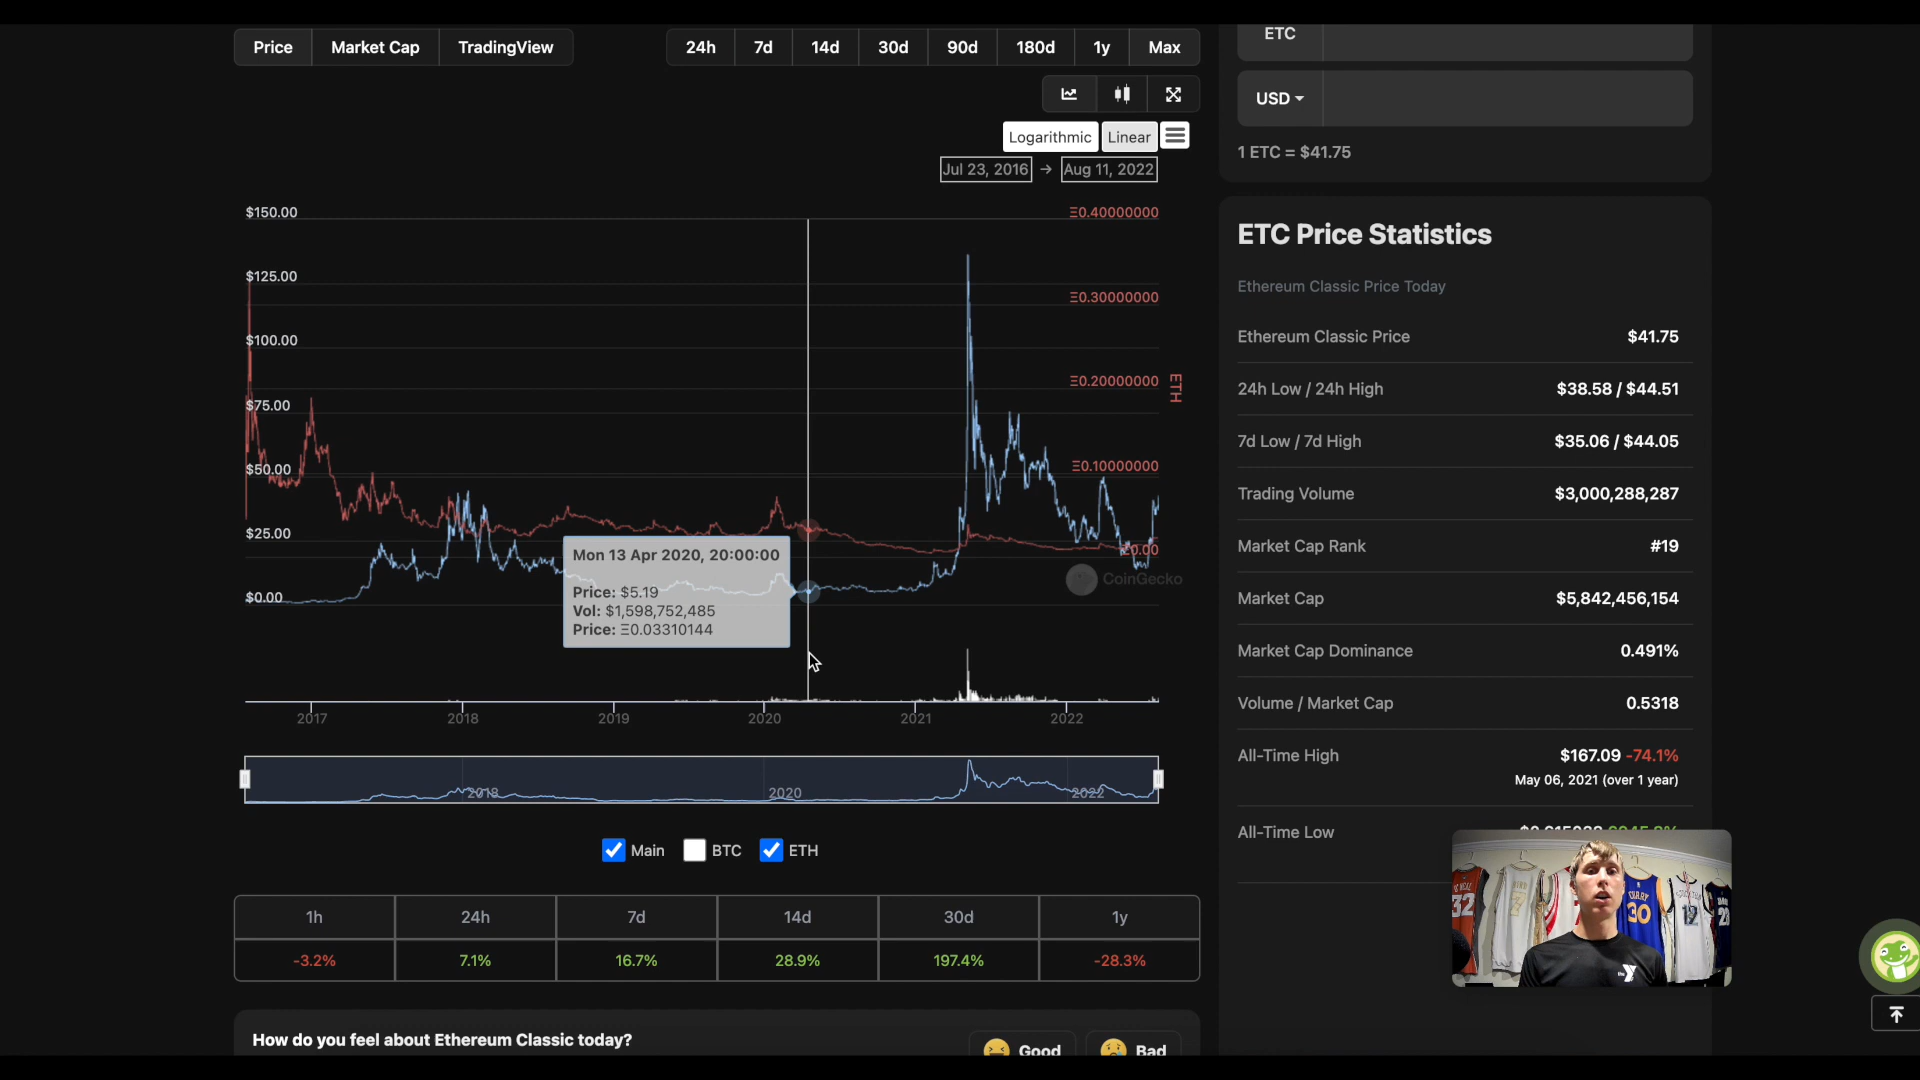 Price Market Cap TradingView
24h 7d 14d 30d 90d 180d 1y Max
Logarithmic Linear
Jul 23, 2016 → Aug 11, 2022
$150.00
$125.00
$100.00
$75.00
$50.00
$25.00
$0.00
Ξ0.40000000
Ξ0.30000000
Ξ0.20000000
Ξ0.10000000
Ξ0.00
ETH
Mon 13 Apr 2020, 20:00:00
Price: $5.19
Vol: $1,598,752,485
Price: Ξ0.03310144
CoinGecko
2017 2018 2019 2020 2021 2022
2018 2020 2022
Main BTC ETH
1h 24h 7d 14d 30d 1y
-3.2% 7.1% 16.7% 28.9% 197.4% -28.3%
How do you feel about Ethereum Classic today?
Good Bad
ETC
USD
1 ETC = $41.75
ETC Price Statistics
Ethereum Classic Price Today
Ethereum Classic Price $41.75
24h Low / 24h High $38.58 / $44.51
7d Low / 7d High $35.06 / $44.05
Trading Volume $3,000,288,287
Market Cap Rank #19
Market Cap $5,842,456,154
Market Cap Dominance 0.491%
Volume / Market Cap 0.5318
All-Time High $167.09 -74.1%
May 06, 2021 (over 1 year)
All-Time Low
32
BIRD
CURRY
30
12